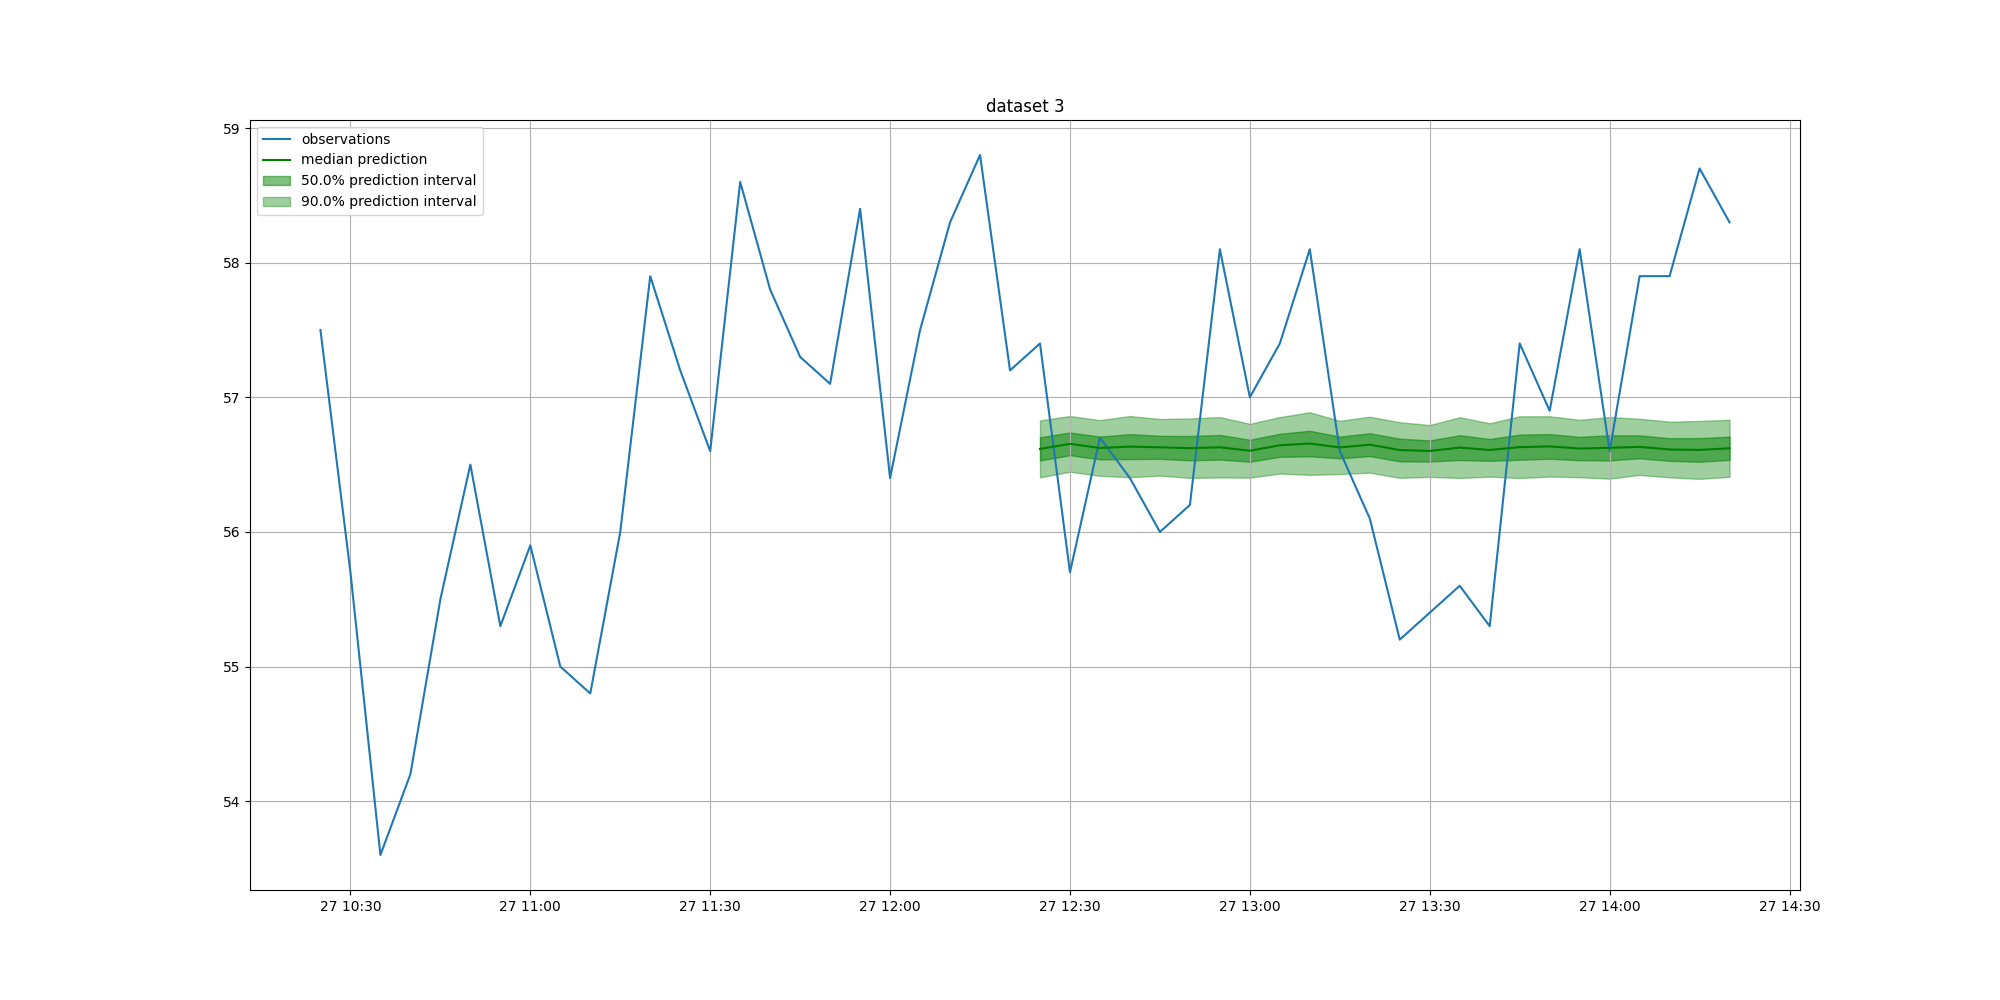 dataset 3
observations
median prediction
50.0% prediction interval
90.0% prediction interval
59
58
57
56
55
54
27 10:30 27 11:00 27 11:30 27 12:00 27 12:30 27 13:00 27 13:30 27 14:00 27 14:30